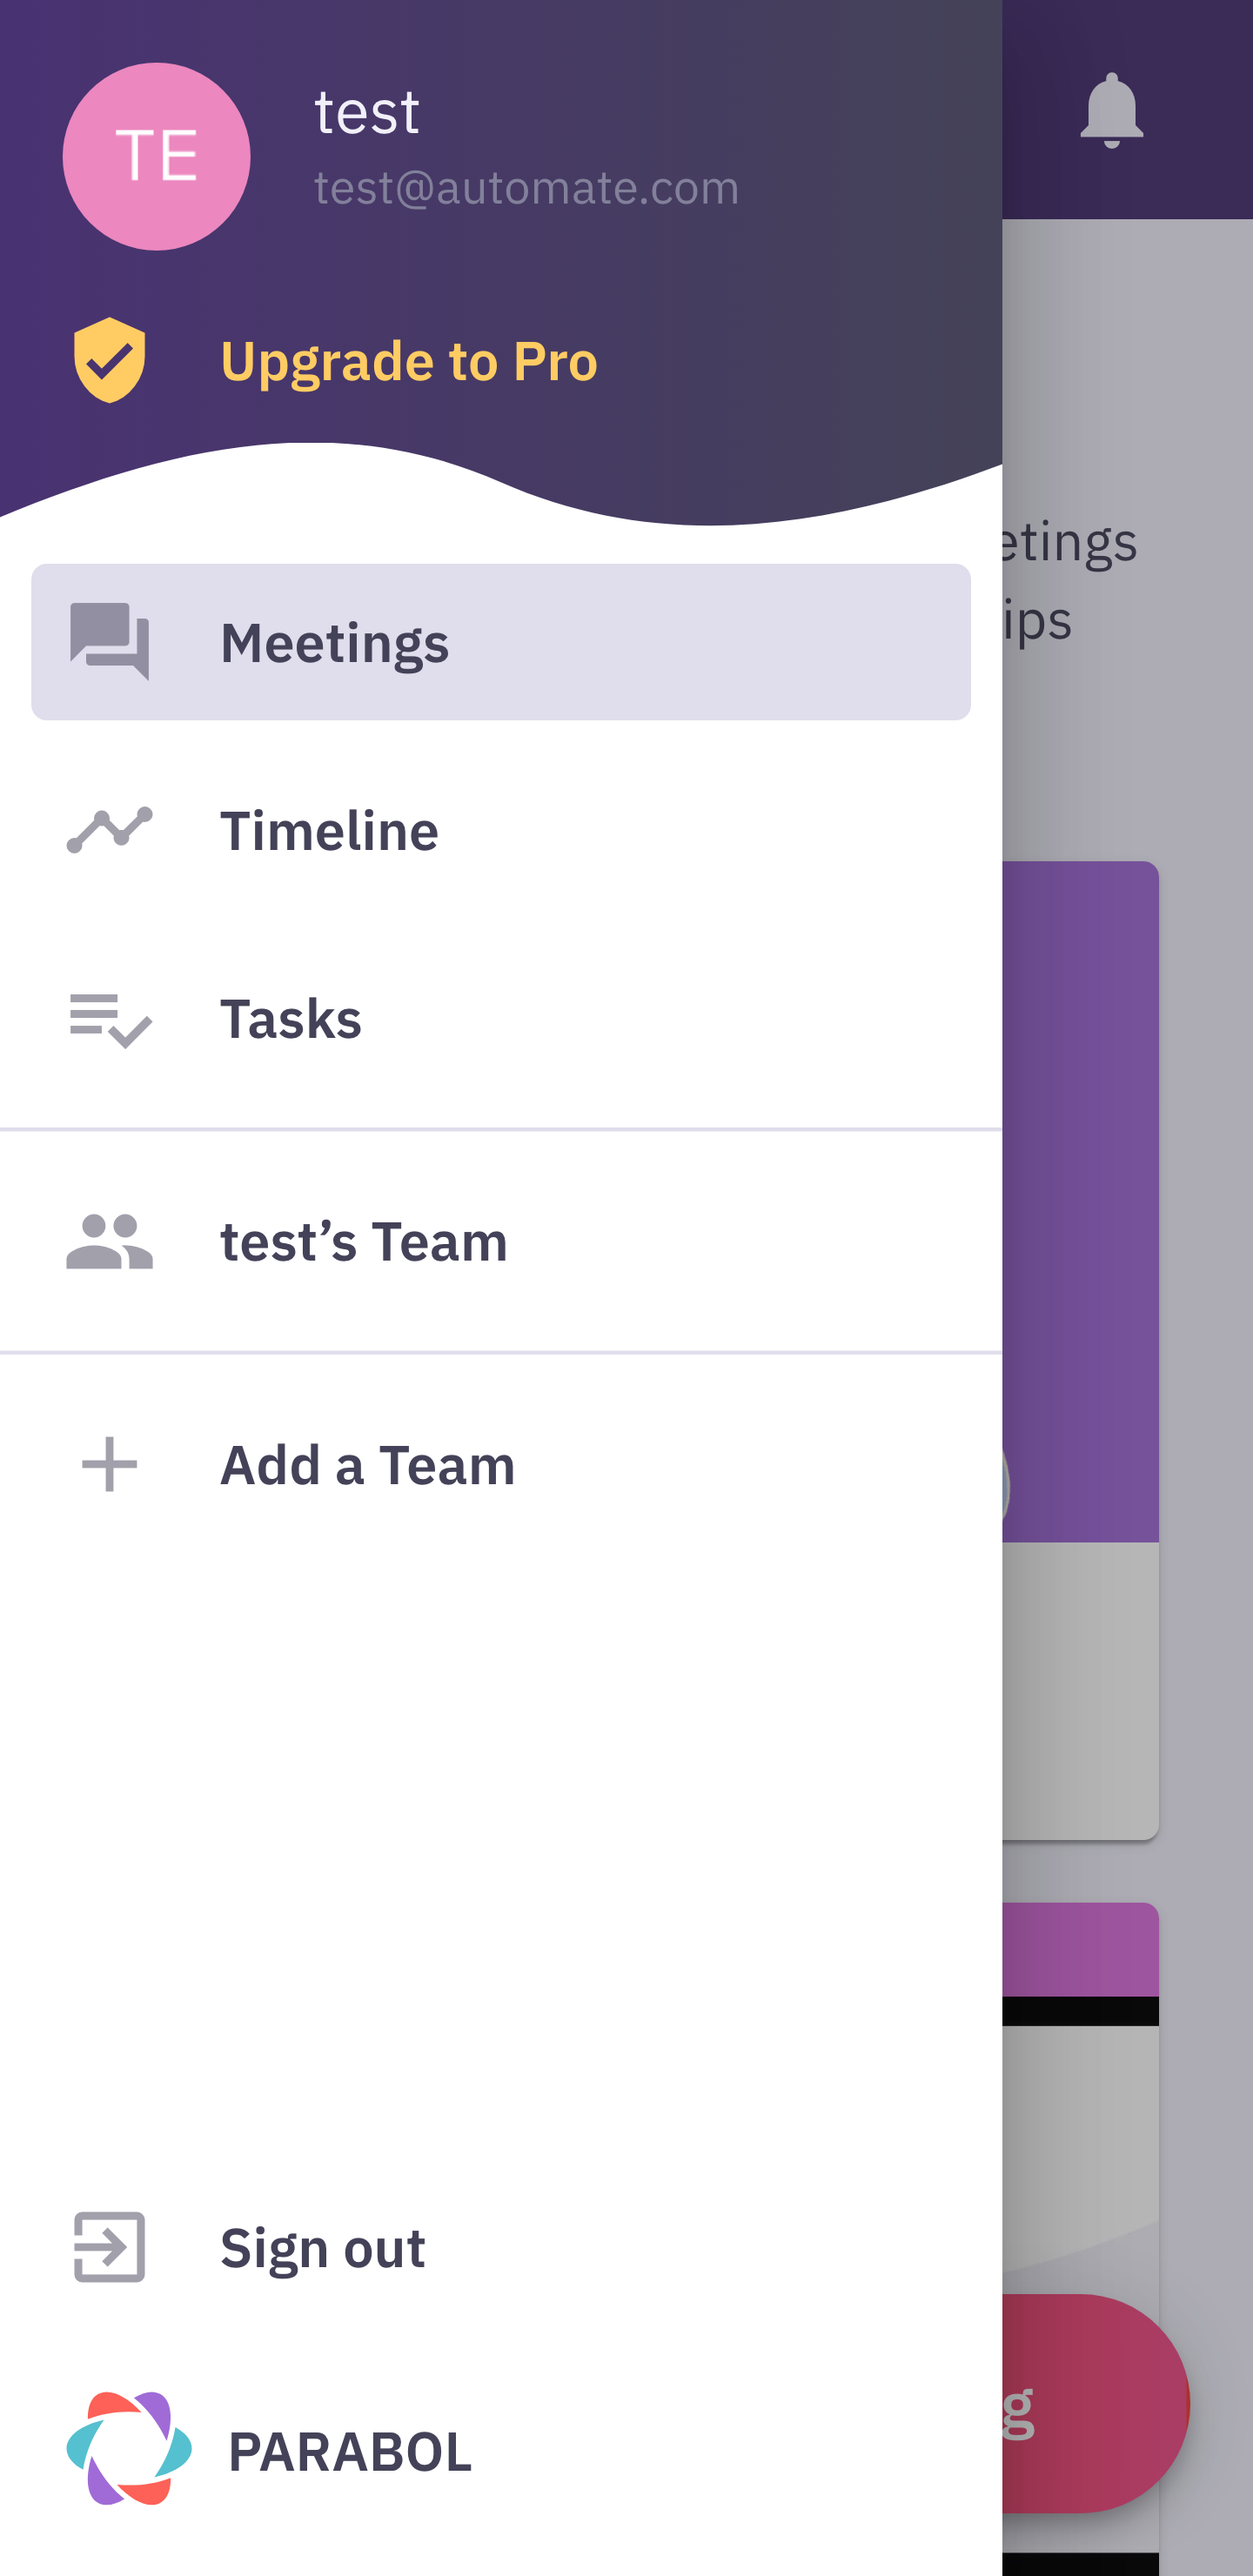 TE
test
test@automate.com
Upgrade to Pro
Meetings
Timeline
Tasks
test’s Team
Add a Team
Sign out
PARABOL
etings
ips
g